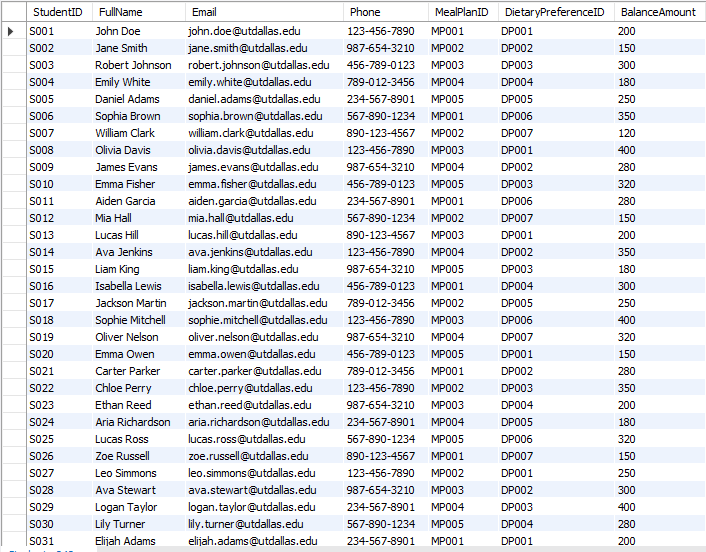 StudentID FullName Email Phone MealPlanID DietaryPreferenceID BalanceAmount
S001 John Doe john.doe@utdallas.edu 123-456-7890 MP001 DP001 200
S002 Jane Smith jane.smith@utdallas.edu 987-654-3210 MP002 DP002 150
S003 Robert Johnson robert.johnson@utdallas.edu 456-789-0123 MP003 DP003 300
S004 Emily White emily.white@utdallas.edu 789-012-3456 MP004 DP004 180
S005 Daniel Adams daniel.adams@utdallas.edu 234-567-8901 MP005 DP005 250
S006 Sophia Brown sophia.brown@utdallas.edu 567-890-1234 MP001 DP006 350
S007 William Clark william.clark@utdallas.edu 890-123-4567 MP002 DP007 120
S008 Olivia Davis olivia.davis@utdallas.edu 123-456-7890 MP003 DP001 400
S009 James Evans james.evans@utdallas.edu 987-654-3210 MP004 DP002 280
S010 Emma Fisher emma.fisher@utdallas.edu 456-789-0123 MP005 DP003 320
S011 Aiden Garcia aiden.garcia@utdallas.edu 234-567-8901 MP001 DP006 280
S012 Mia Hall mia.hall@utdallas.edu 567-890-1234 MP002 DP007 150
S013 Lucas Hill lucas.hill@utdallas.edu 890-123-4567 MP003 DP001 200
S014 Ava Jenkins ava.jenkins@utdallas.edu 123-456-7890 MP004 DP002 350
S015 Liam King liam.king@utdallas.edu 987-654-3210 MP005 DP003 180
S016 Isabella Lewis isabella.lewis@utdallas.edu 456-789-0123 MP001 DP004 300
S017 Jackson Martin jackson.martin@utdallas.edu 789-012-3456 MP002 DP005 250
S018 Sophie Mitchell sophie.mitchell@utdallas.edu 123-456-7890 MP003 DP006 400
S019 Oliver Nelson oliver.nelson@utdallas.edu 987-654-3210 MP004 DP007 320
S020 Emma Owen emma.owen@utdallas.edu 456-789-0123 MP005 DP001 150
S021 Carter Parker carter.parker@utdallas.edu 789-012-3456 MP001 DP002 280
S022 Chloe Perry chloe.perry@utdallas.edu 123-456-7890 MP002 DP003 350
S023 Ethan Reed ethan.reed@utdallas.edu 987-654-3210 MP003 DP004 200
S024 Aria Richardson aria.richardson@utdallas.edu 234-567-8901 MP004 DP005 180
S025 Lucas Ross lucas.ross@utdallas.edu 567-890-1234 MP005 DP006 320
S026 Zoe Russell zoe.russell@utdallas.edu 890-123-4567 MP001 DP007 150
S027 Leo Simmons leo.simmons@utdallas.edu 123-456-7890 MP002 DP001 250
S028 Ava Stewart ava.stewart@utdallas.edu 987-654-3210 MP003 DP002 300
S029 Logan Taylor logan.taylor@utdallas.edu 234-567-8901 MP004 DP003 400
S030 Lily Turner lily.turner@utdallas.edu 567-890-1234 MP005 DP004 280
S031 Elijah Adams elijah.adams@utdallas.edu 234-567-8901 MP001 DP001 200